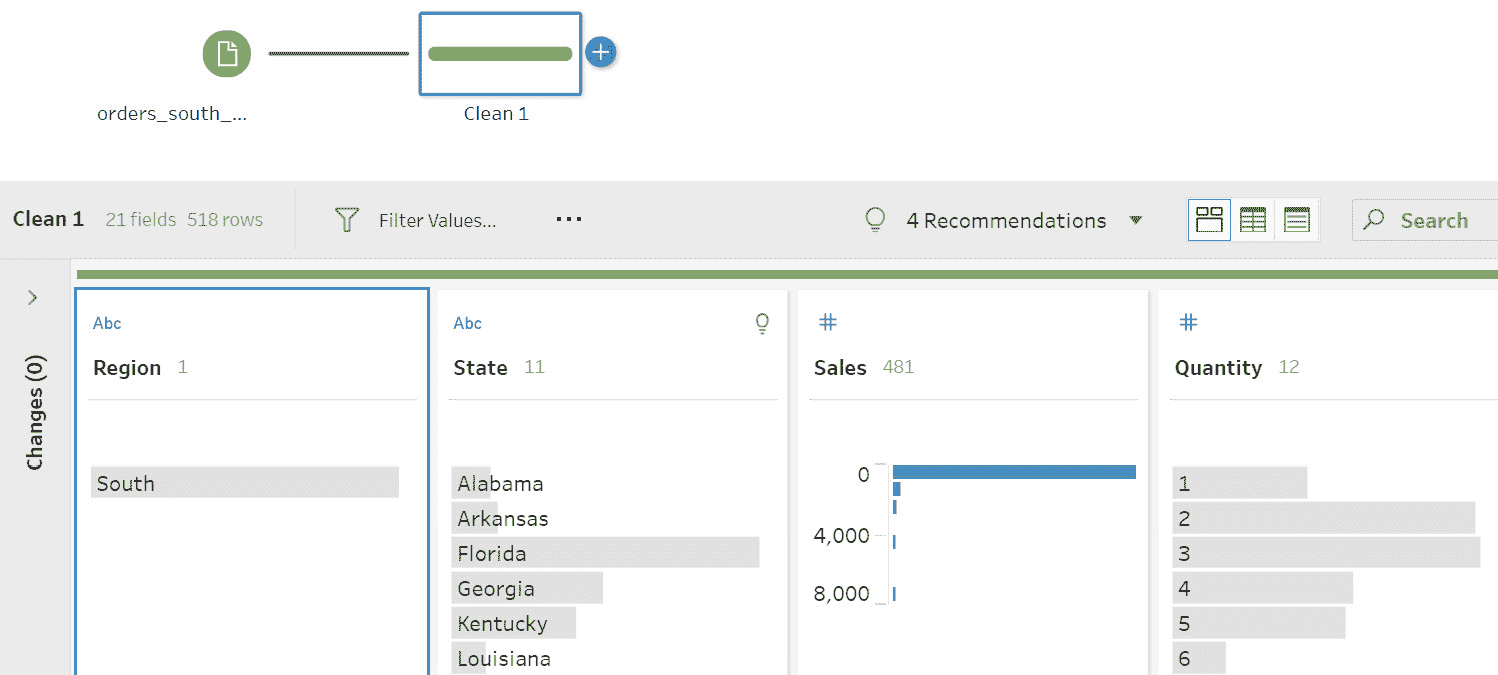 orders_south_...
Clean 1
Clean 1 21 fields 518 rows
Filter Values...
...
4 Recommendations
Search
Changes (0)
Abc
Region 1
South
Abc
State 11
Alabama
Arkansas
Florida
Georgia
Kentucky
Louisiana
#
Sales 481
0
4,000
8,000
#
Quantity 12
1
2
3
4
5
6